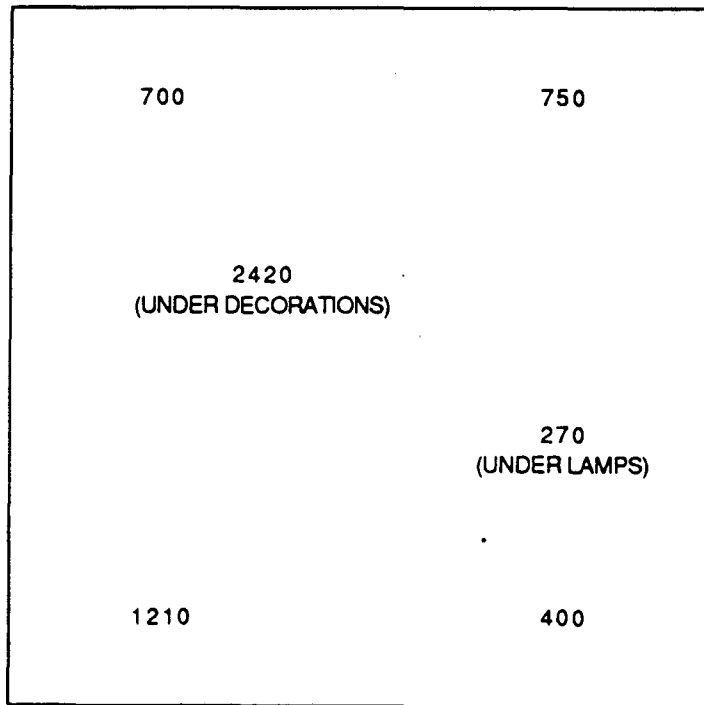 700 750
2420
(UNDER DECORATIONS)
270
(UNDER LAMPS)
1210 400